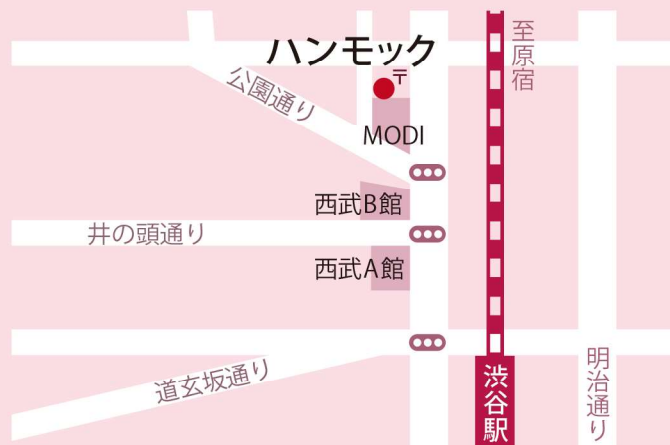 至原宿
ハンモック
〒
公園通り
MODI
西武B館
井の頭通り
西武A館
道玄坂通り
渋谷駅
明治通り